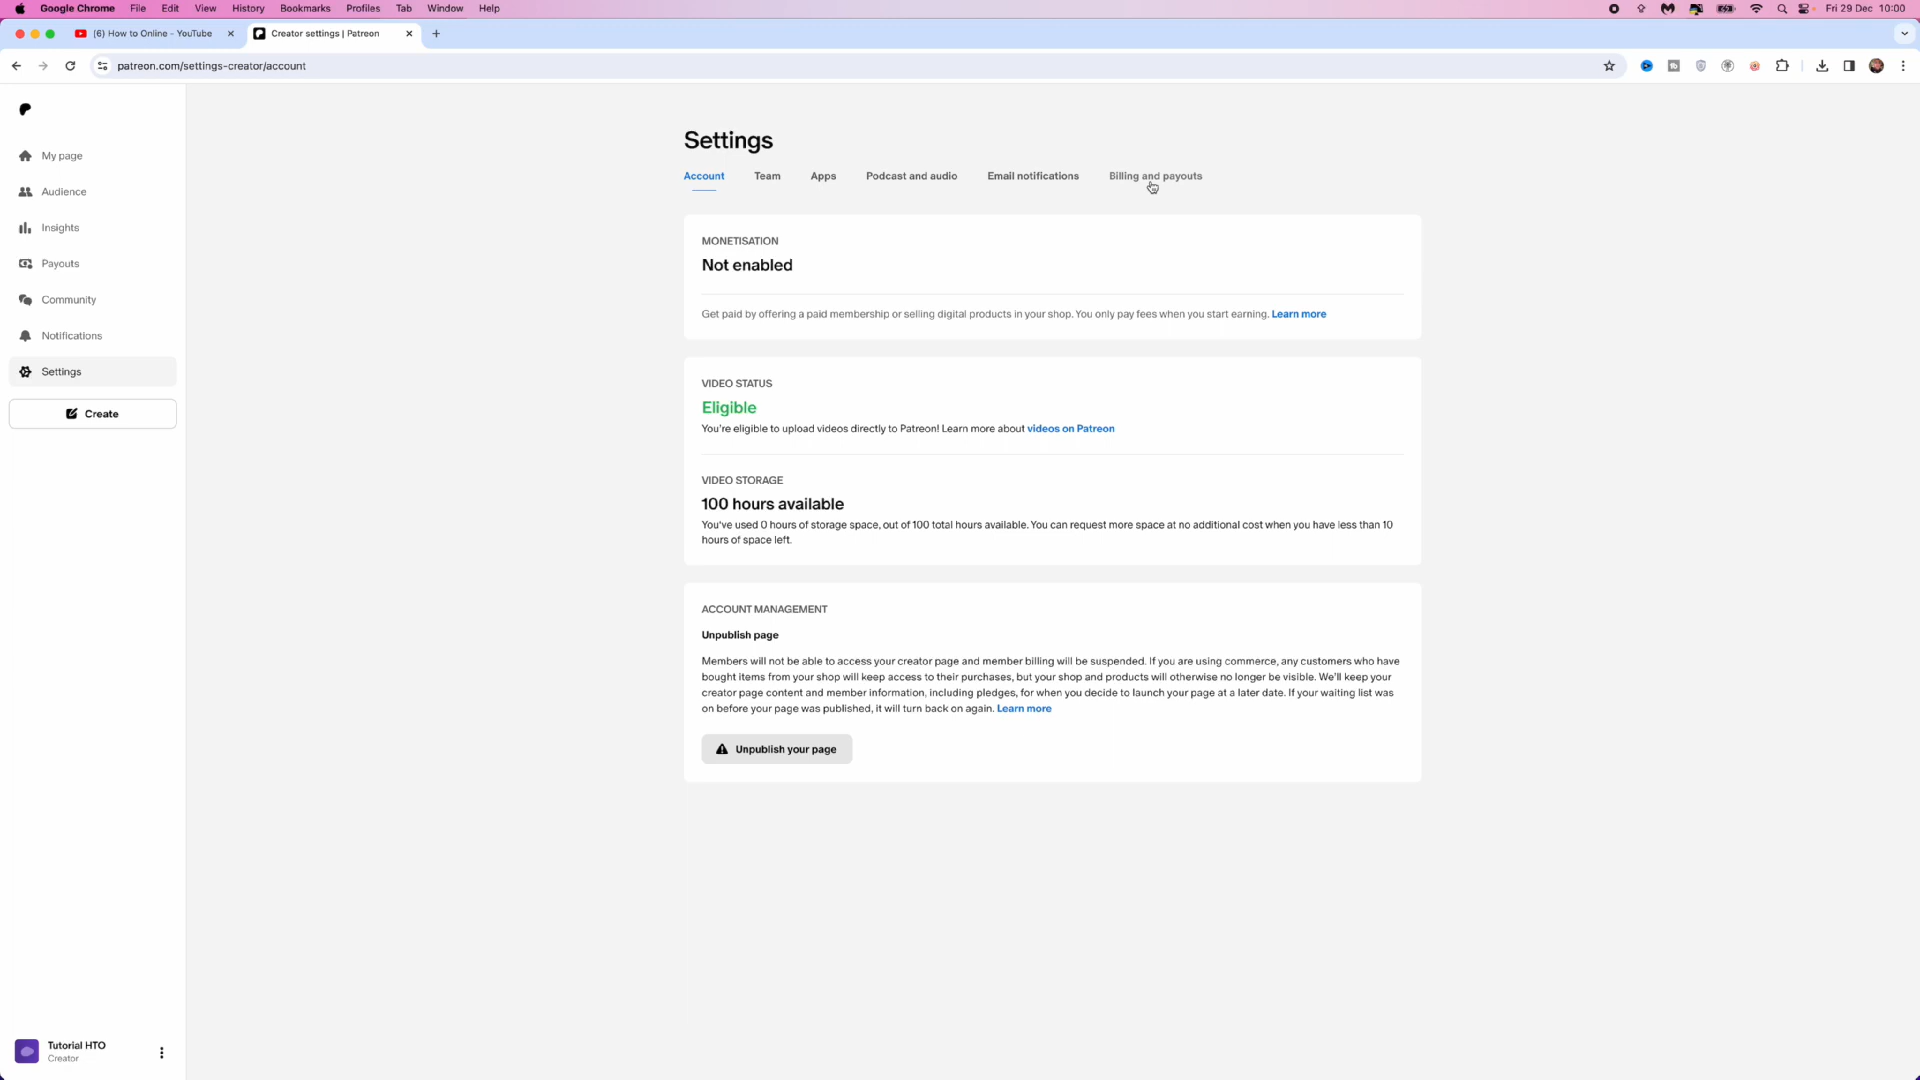 Google Chrome File Edit View History Bookmarks Profiles Tab Window Help Fri 29 Dec 10:00
(6) How to Online - YouTube Creator settings | Patreon
patreon.com/settings-creator/account
My page
Audience
Insights
Payouts
Community
Notifications
Settings
Create
Settings
Account Team Apps Podcast and audio Email notifications Billing and payouts
MONETISATION
Not enabled
Get paid by offering a paid membership or selling digital products in your shop. You only pay fees when you start earning. Learn more
VIDEO STATUS
Eligible
You're eligible to upload videos directly to Patreon! Learn more about videos on Patreon
VIDEO STORAGE
100 hours available
You've used 0 hours of storage space, out of 100 total hours available. You can request more space at no additional cost when you have less than 10
hours of space left.
ACCOUNT MANAGEMENT
Unpublish page
Members will not be able to access your creator page and member billing will be suspended. If you are using commerce, any customers who have
bought items from your shop will keep access to their purchases, but your shop and products will otherwise no longer be visible. We'll keep your
creator page content and member information, including pledges, for when you decide to launch your page at a later date. If your waiting list was
on before your page was published, it will turn back on again. Learn more
Unpublish your page
Tutorial HTO
Creator